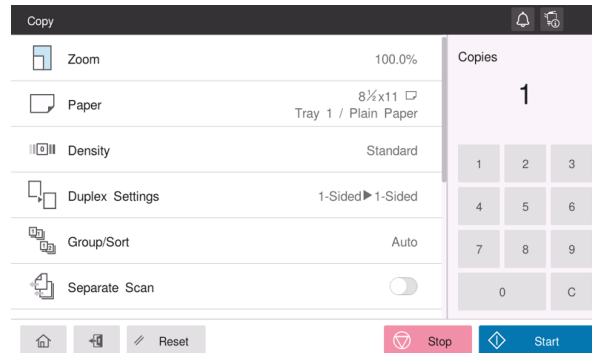 Copy
Zoom 100.0%
Paper 8½x11
Tray 1 / Plain Paper
Density Standard
Duplex Settings 1-Sided▶1-Sided
Group/Sort Auto
Separate Scan
Copies
1
1 2 3
4 5 6
7 8 9
0 C
Reset
Stop
Start